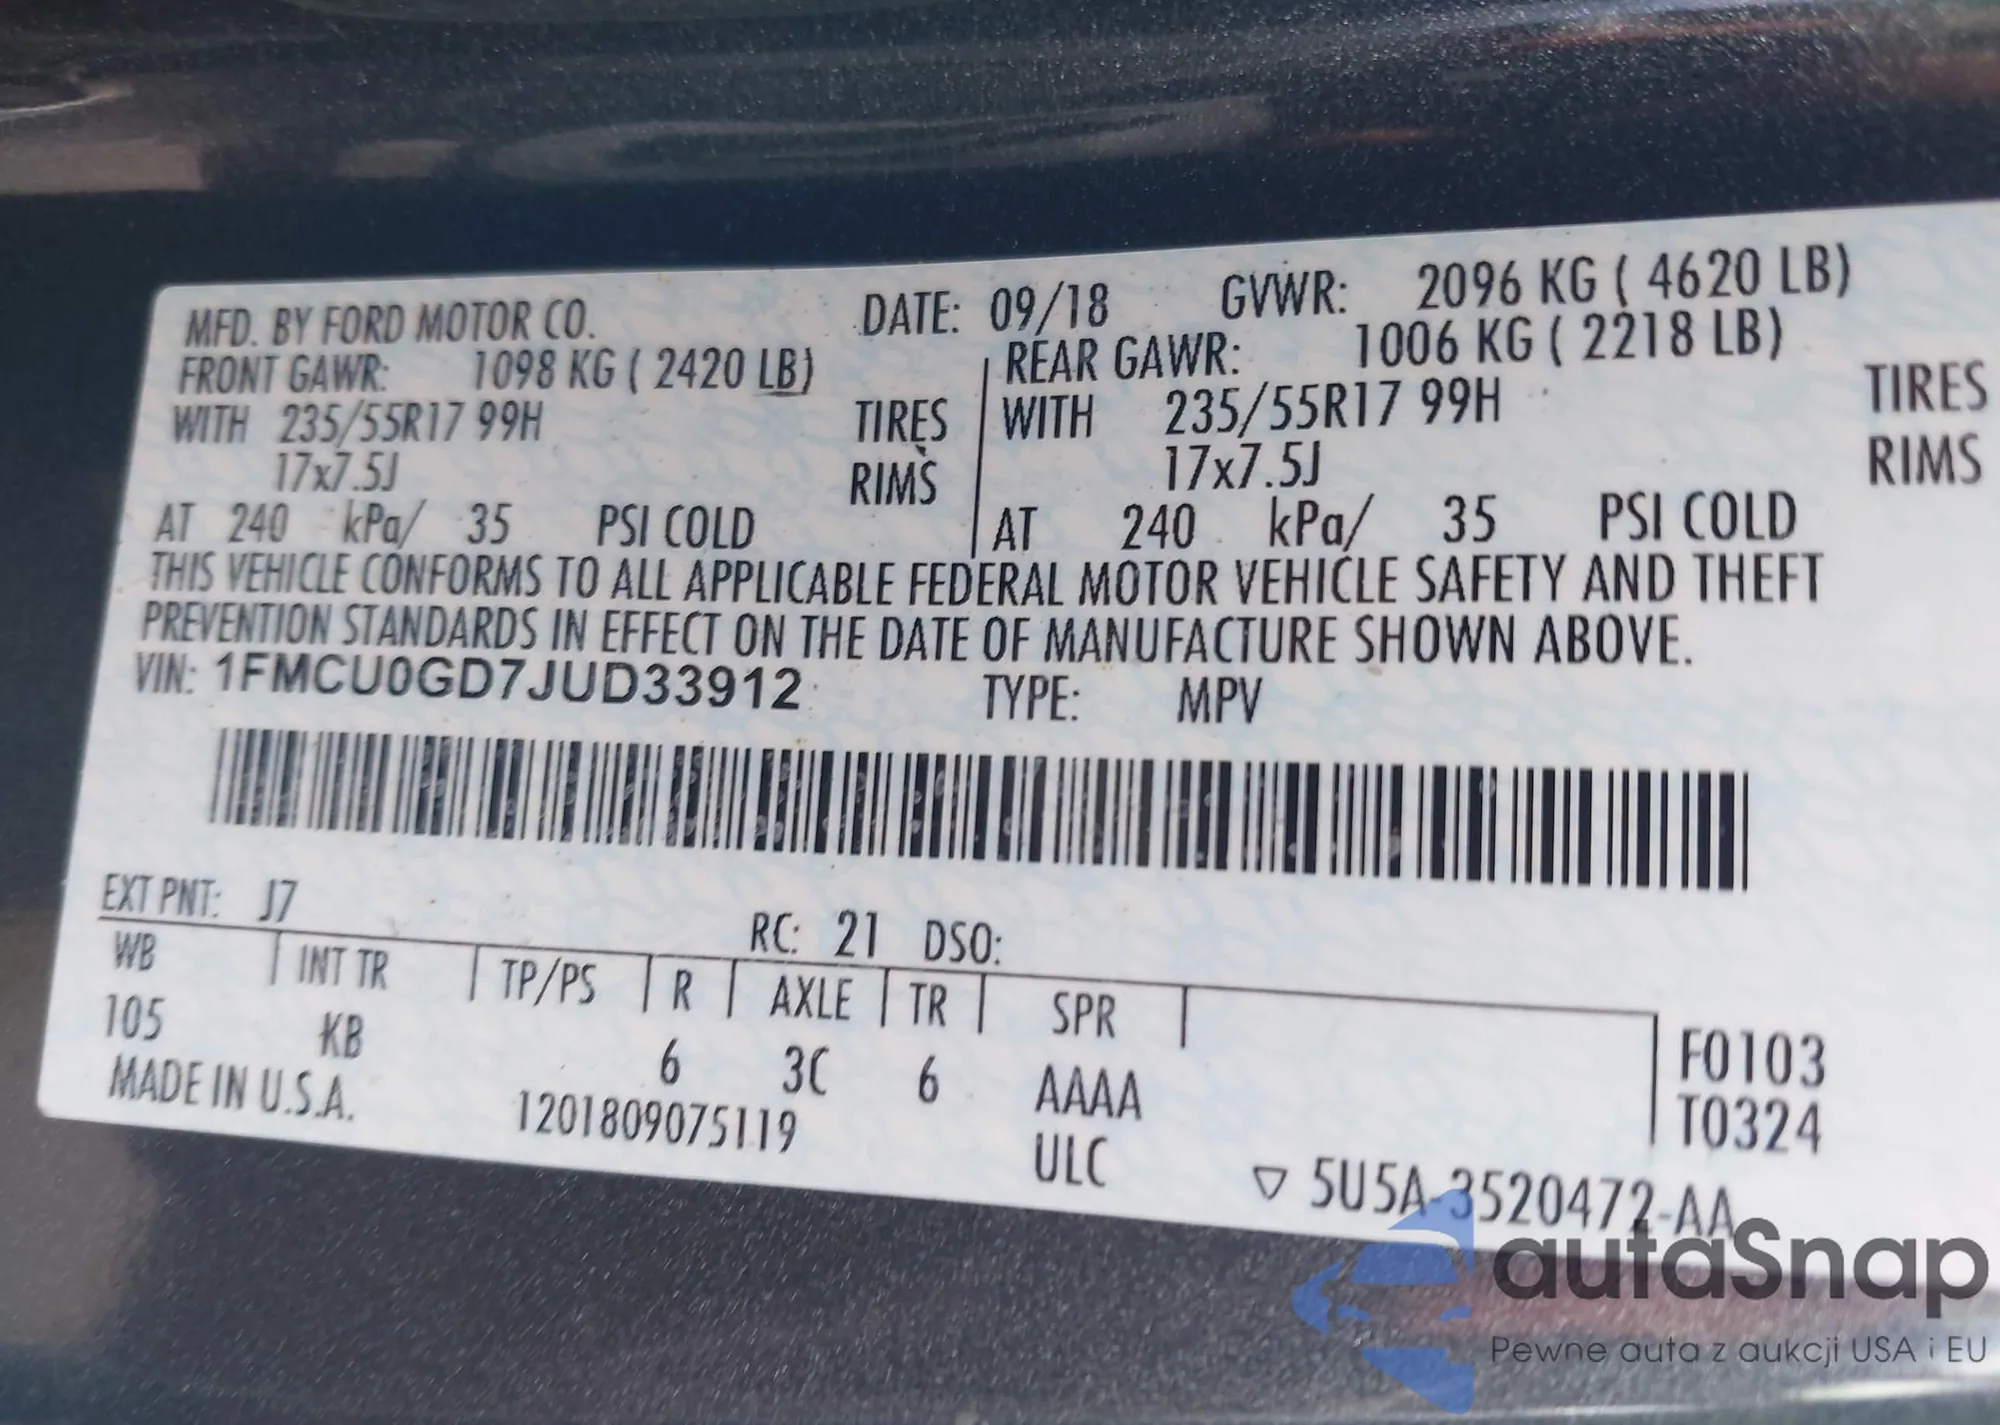 MFD. BY FORD MOTOR CO. DATE: 09/18 GVWR: 2096 KG ( 4620 LB)
FRONT GAWR: 1098 KG ( 2420 LB) REAR GAWR: 1006 KG ( 2218 LB)
WITH 235/55R17 99H TIRES WITH 235/55R17 99H TIRES
17x7.5J RIMS 17x7.5J RIMS
AT 240 kPa/ 35 PSI COLD AT 240 kPa/ 35 PSI COLD
THIS VEHICLE CONFORMS TO ALL APPLICABLE FEDERAL MOTOR VEHICLE SAFETY AND THEFT
PREVENTION STANDARDS IN EFFECT ON THE DATE OF MANUFACTURE SHOWN ABOVE.
VIN: 1FMCU0GD7JUD33912 TYPE: MPV
EXT PNT: J7 RC: 21 DSO:
WB INT TR TP/PS R AXLE TR SPR
105 KB 6 3C 6 AAAA F0103
MADE IN U.S.A. 1201809075119 ULC T0324
▽ 5U5A-3520472-AA
autaSnap
Pewne auta z aukcji USA i EU